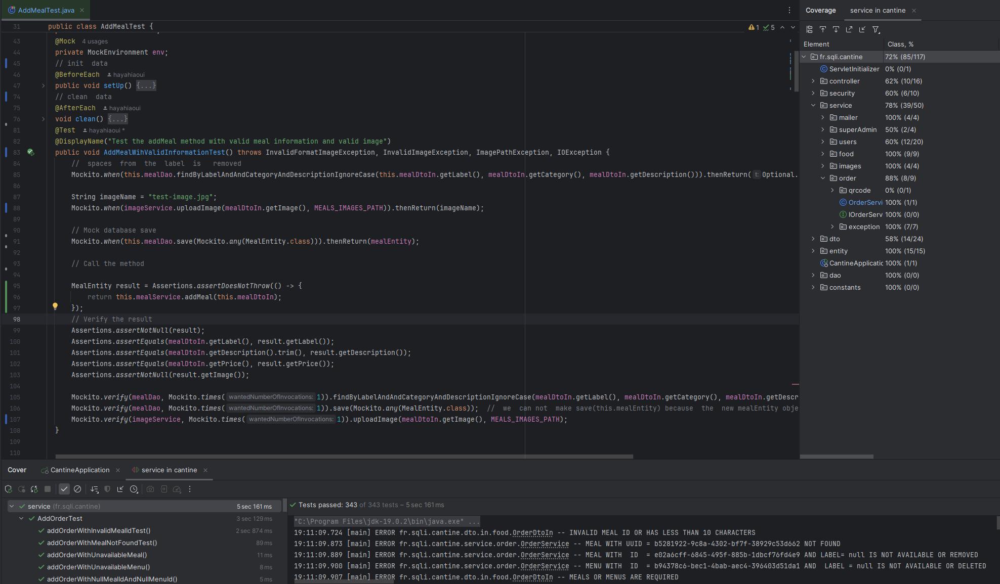 AddMealTest.java
31 public class AddMealTest {
1 5
43 @Mock 4 usages
44 private MockEnvironment env;
45 // init  data
46 @BeforeEach hayahiaoui
47 public void setUp() {...}
74 // clean  data
75 @AfterEach hayahiaoui
76 void clean() {...}
81 @Test hayahiaoui *
82 @DisplayName("Test the addMeal method with valid meal information and valid image")
83 public void AddMealWihValidInformationTest() throws InvalidFormatImageException, InvalidImageException, ImagePathException, IOException {
84 //  spaces  from  the  label  is   removed
85 Mockito.when(this.mealDao.findByLabelAndAndCategoryAndDescriptionIgnoreCase(this.mealDtoIn.getLabel(), mealDtoIn.getCategory(), mealDtoIn.getDescription())).thenReturn( t: Optional.
86
87 String imageName = "test-image.jpg";
88 Mockito.when(imageService.uploadImage(mealDtoIn.getImage(), MEALS_IMAGES_PATH)).thenReturn(imageName);
89
90 // Mock database save
91 Mockito.when(this.mealDao.save(Mockito.any(MealEntity.class))).thenReturn(mealEntity);
92
93 // Call the method
94
95 MealEntity result = Assertions.assertDoesNotThrow(() -> {
96 return this.mealService.addMeal(this.mealDtoIn);
97 });
98 // Verify the result
99 Assertions.assertNotNull(result);
100 Assertions.assertEquals(mealDtoIn.getLabel(), result.getLabel());
101 Assertions.assertEquals(mealDtoIn.getDescription().trim(), result.getDescription());
102 Assertions.assertEquals(mealDtoIn.getPrice(), result.getPrice());
103 Assertions.assertNotNull(result.getImage());
104
105 Mockito.verify(mealDao, Mockito.times( wantedNumberOfInvocations: 1)).findByLabelAndAndCategoryAndDescriptionIgnoreCase(mealDtoIn.getLabel(), mealDtoIn.getCategory(), mealDtoIn.getDescr
106 Mockito.verify(mealDao, Mockito.times( wantedNumberOfInvocations: 1)).save(Mockito.any(MealEntity.class));  //  we  can not  make save(this.mealEntity) because  the  new mealEntity obje
107 Mockito.verify(imageService, Mockito.times( wantedNumberOfInvocations: 1)).uploadImage(mealDtoIn.getImage(), MEALS_IMAGES_PATH);
108 }
109
110
Coverage service in cantine
Element Class, %
fr.sqli.cantine 72% (85/117)
ServletInitializer 0% (0/1)
controller 62% (10/16)
security 60% (6/10)
service 78% (39/50)
mailer 100% (4/4)
superAdmin 50% (2/4)
users 60% (12/20)
food 100% (9/9)
images 100% (4/4)
order 88% (8/9)
qrcode 0% (0/1)
OrderServi 100% (1/1)
IOrderServ 100% (0/0)
exception 100% (7/7)
dto 58% (14/24)
entity 100% (15/15)
CantineApplicatic 100% (1/1)
dao 100% (0/0)
constants 100% (0/0)
Cover CantineApplication service in cantine
service (fr.sqli.cantine) 5 sec 161 ms
AddOrderTest 3 sec 129 ms
addOrderWithInvalidMealIdTest() 2 sec 874 ms
addOrderWithMealNotFoundTest() 89 ms
addOrderWithUnavailableMeal() 11 ms
addOrderWithUnavailableMenu() 8 ms
addOrderWithNullMealIdAndNullMenuId() 5 ms
Tests passed: 343 of 343 tests – 5 sec 161 ms
"C:\Program Files\jdk-19.0.2\bin\java.exe" ...
19:11:09.724 [main] ERROR fr.sqli.cantine.dto.in.food.OrderDtoIn -- INVALID MEAL ID OR HAS LESS THAN 10 CHARACTERS
19:11:09.873 [main] ERROR fr.sqli.cantine.service.order.OrderService -- MEAL WITH UUID = b5281922-9c8a-4302-bf7f-38929c53d662 NOT FOUND
19:11:09.889 [main] ERROR fr.sqli.cantine.service.order.OrderService -- MEAL WITH  ID  = e02a6cff-6845-495f-885b-1dbcf76fd4e9 AND LABEL= null IS NOT AVAILABLE OR REMOVED
19:11:09.900 [main] ERROR fr.sqli.cantine.service.order.OrderService -- MENU WITH  ID  = b94378c6-bec1-4bab-aec4-396403d51da1 AND  LABEL = null IS NOT AVAILABLE OR DELETED
19:11:09.907 [main] ERROR fr.sqli.cantine.dto.in.food.OrderDtoIn -- MEALS OR MENUS ARE REQUIRED